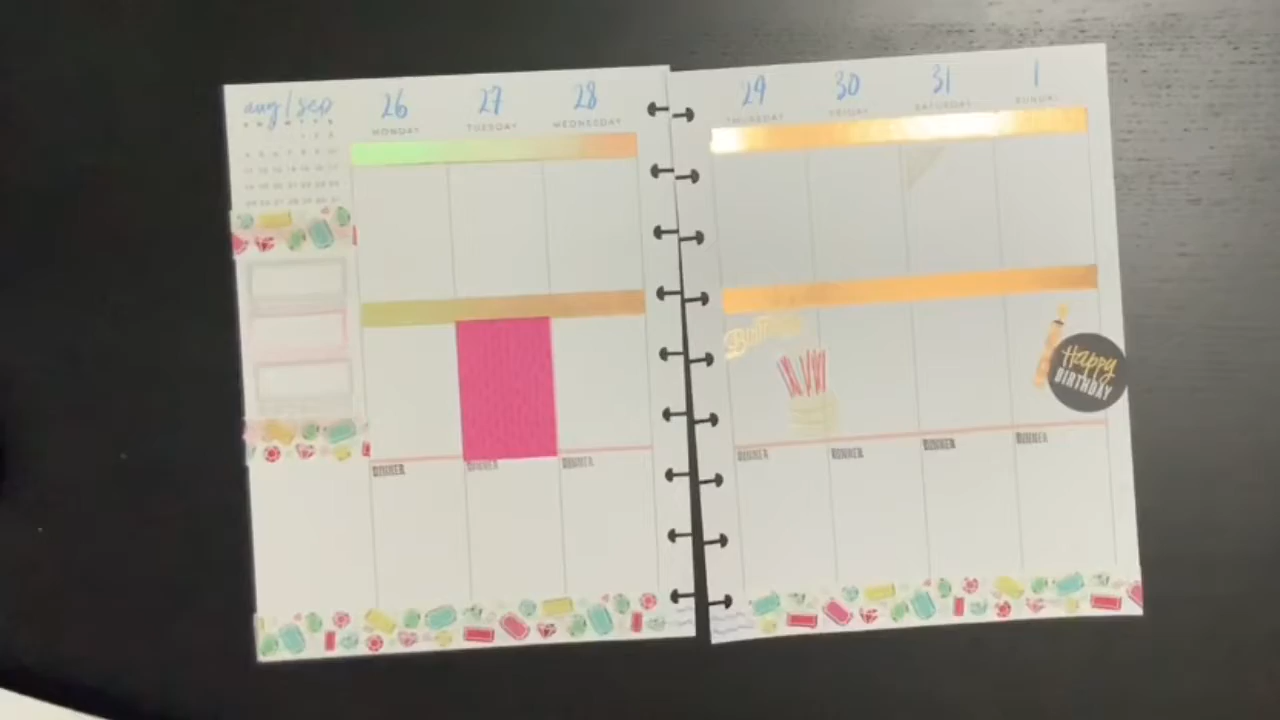 aug/sep
26 27 28
MONDAY TUESDAY WEDNESDAY
29 30 31 1
THURSDAY FRIDAY SATURDAY SUNDAY
Birthday
Happy
BIRTHDAY
DINNER DINNER DINNER
DINNER DINNER DINNER DINNER